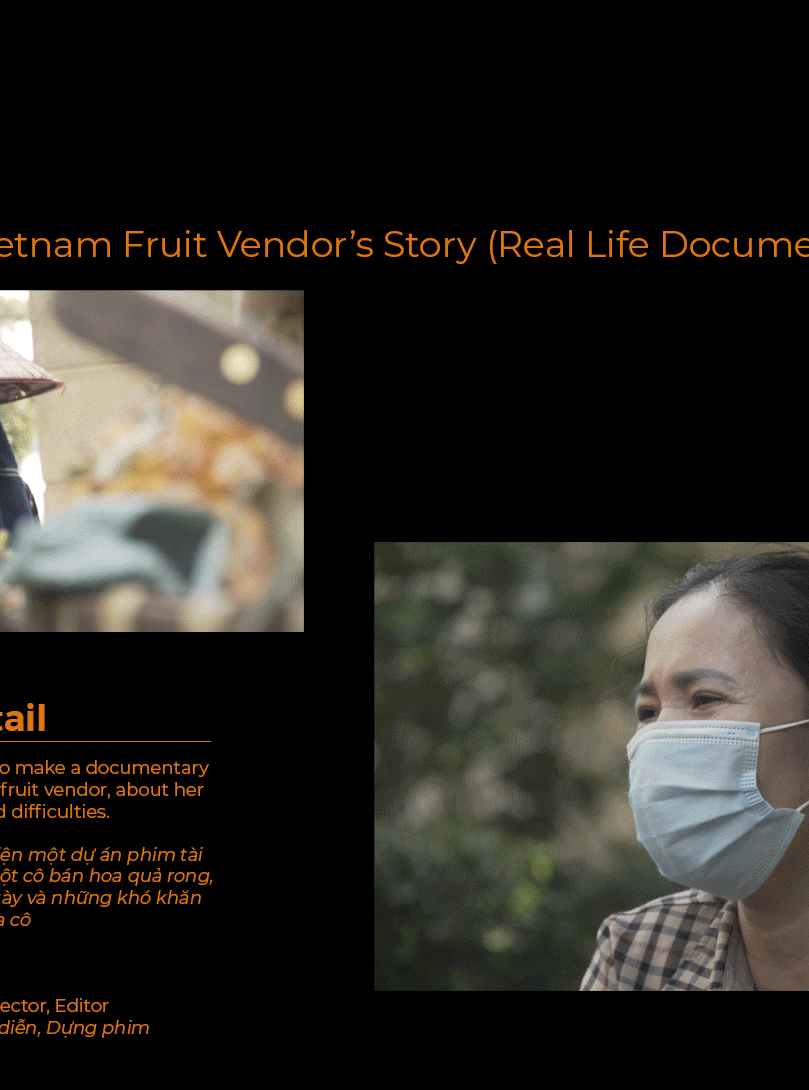 etnam Fruit Vendor’s Story (Real Life Docume
tail
o make a documentary
fruit vendor, about her
d difficulties.
ện một dự án phim tài
ột cô bán hoa quả rong,
ày và những khó khăn
a cô
ector, Editor
diễn, Dựng phim